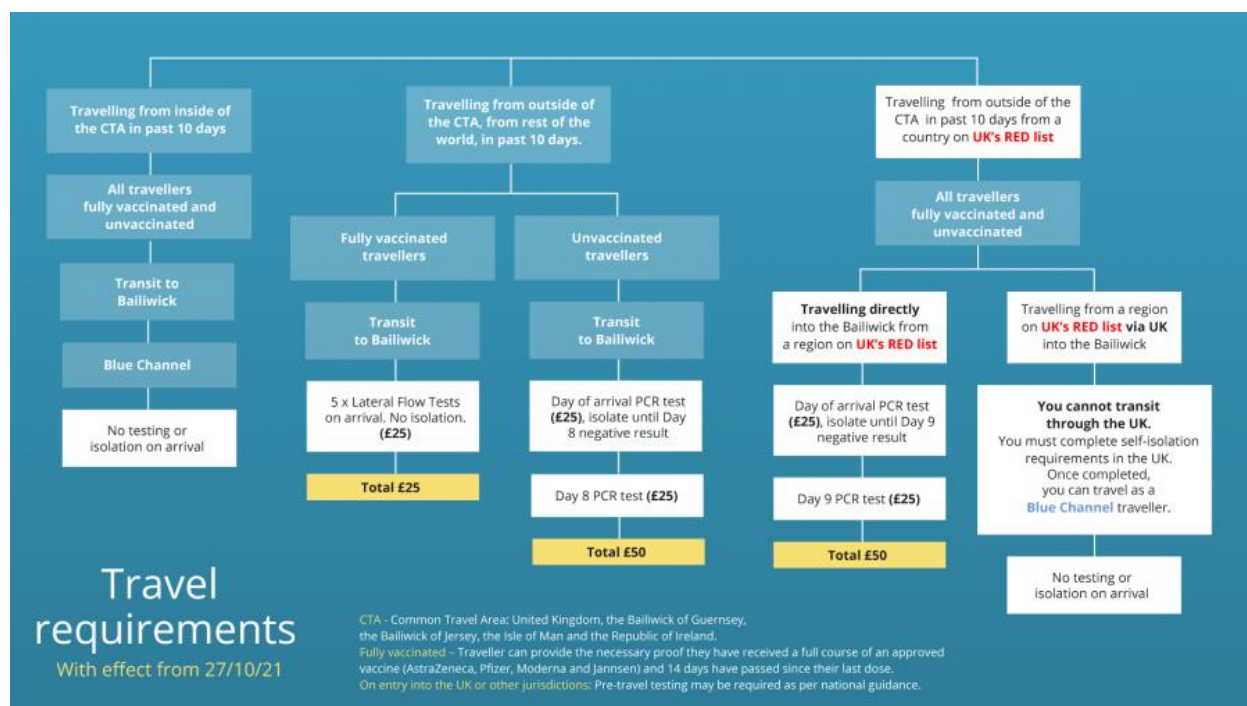 Travelling from inside of
the CTA in past 10 days
All travellers
fully vaccinated and
unvaccinated
Transit to
Bailiwick
Blue Channel
No testing or
isolation on arrival
Travelling from outside of
the CTA, from rest of the
world, in past 10 days.
Fully vaccinated
travellers
Transit
to Bailiwick
5 x Lateral Flow Tests
on arrival. No isolation.
(£25)
Total £25
Unvaccinated
travellers
Transit
to Bailiwick
Day of arrival PCR test
(£25), isolate until Day
8 negative result
Day 8 PCR test (£25)
Total £50
Travelling from outside of the
CTA in past 10 days from a
country on UK's RED list
All travellers
fully vaccinated and
unvaccinated
Travelling directly
into the Bailiwick from
a region on UK's RED list
Day of arrival PCR test
(£25), isolate until Day 9
negative result
Day 9 PCR test (£25)
Total £50
Travelling from a region
on UK's RED list via UK
into the Bailiwick
You cannot transit
through the UK.
You must complete self-isolation
requirements in the UK.
Once completed,
you can travel as a
Blue Channel traveller.
No testing or
isolation on arrival
Travel
requirements
With effect from 27/10/21
CTA - Common Travel Area: United Kingdom, the Bailiwick of Guernsey,
the Bailiwick of Jersey, the Isle of Man and the Republic of Ireland.
Fully vaccinated – Traveller can provide the necessary proof they have received a full course of an approved
vaccine (AstraZeneca, Pfizer, Moderna and Jannsen) and 14 days have passed since their last dose.
On entry into the UK or other jurisdictions: Pre-travel testing may be required as per national guidance.